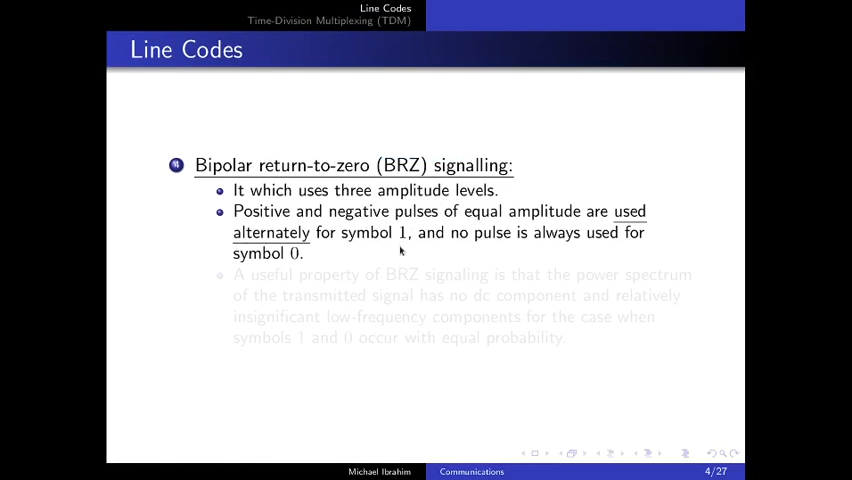 Line Codes
Time-Division Multiplexing (TDM)
Line Codes
4 Bipolar return-to-zero (BRZ) signalling:
It which uses three amplitude levels.
Positive and negative pulses of equal amplitude are used
alternately for symbol 1, and no pulse is always used for
symbol 0.
A useful property of BRZ signaling is that the power spectrum
of the transmitted signal has no dc component and relatively
insignificant low-frequency components for the case when
symbols 1 and 0 occur with equal probability.
Michael Ibrahim
Communications
4/27